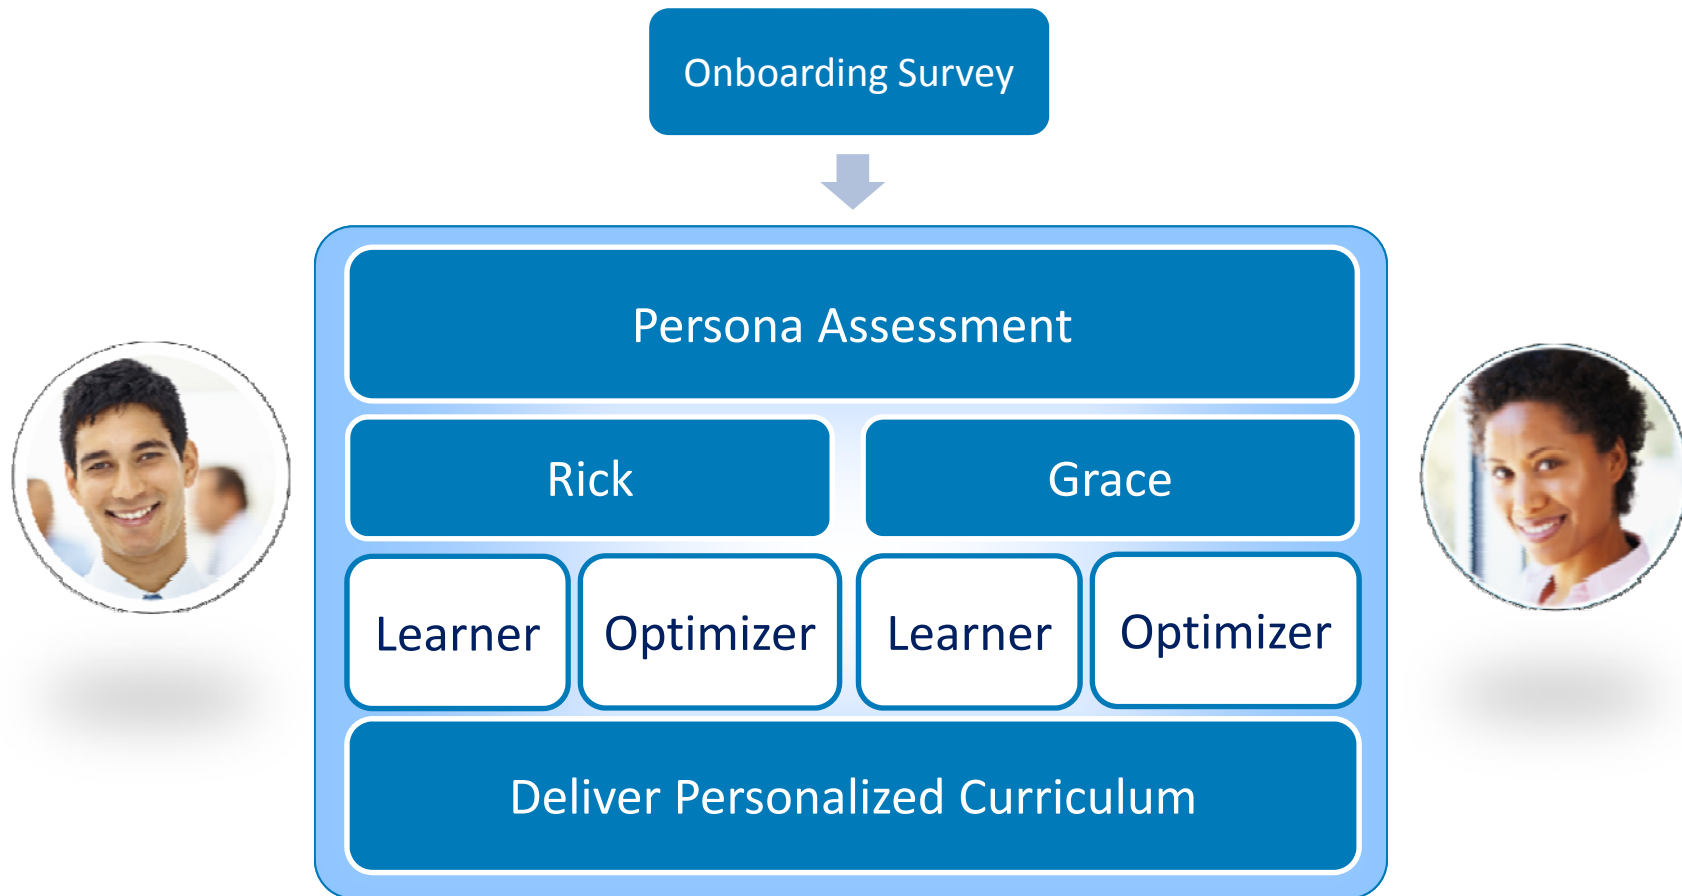 Onboarding Survey
Persona Assessment
Rick
Grace
Learner
Optimizer
Learner
Optimizer
Deliver Personalized Curriculum